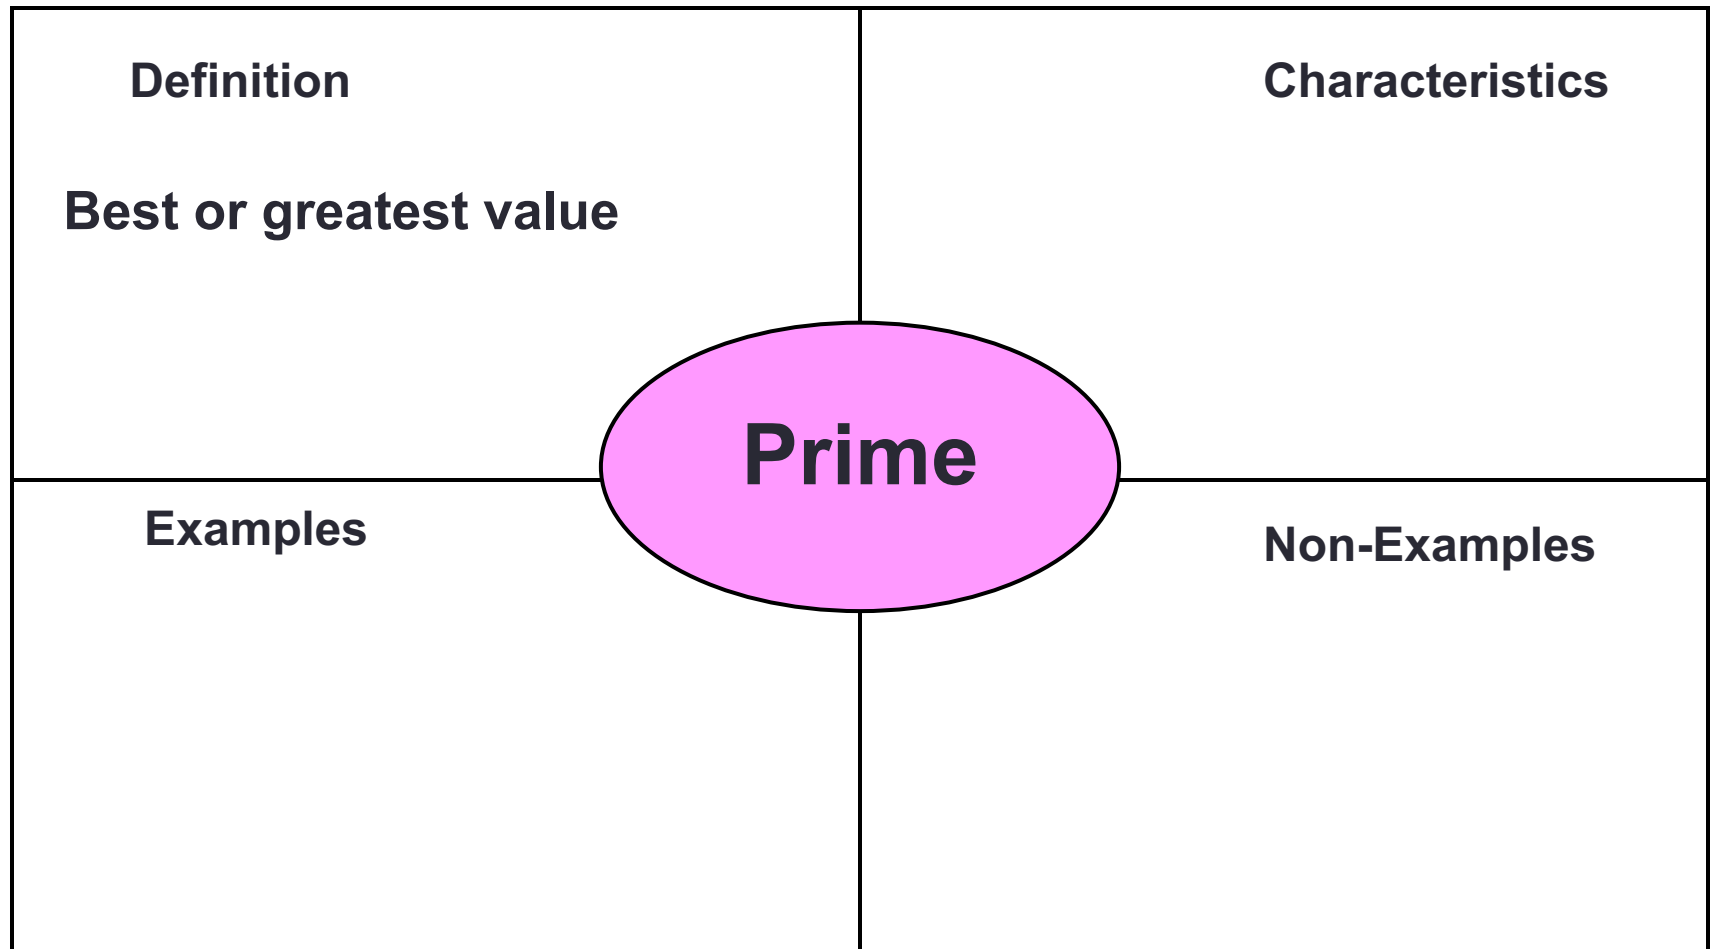 Definition
Characteristics
Best or greatest value
Prime
Examples
Non-Examples